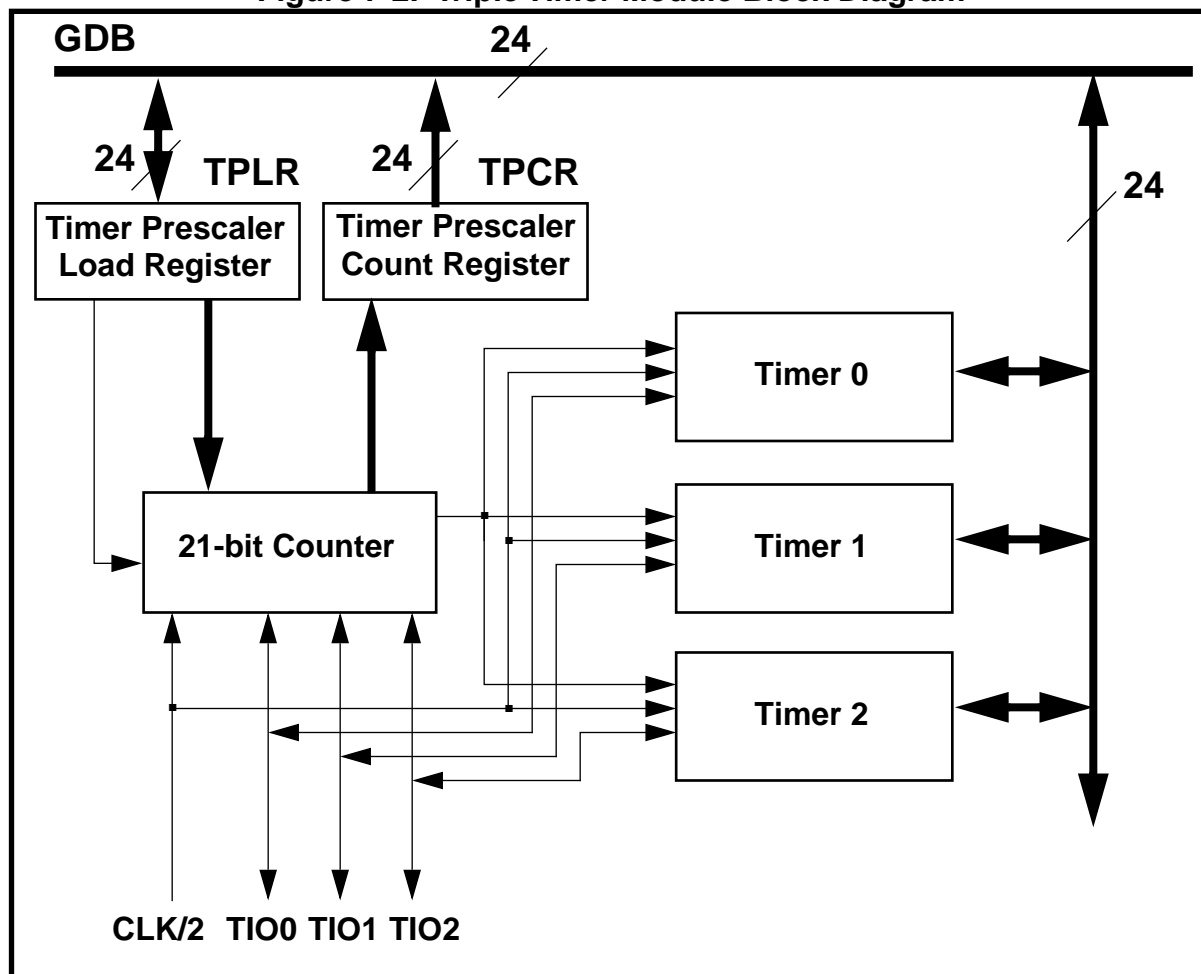 GDB
24
24
TPLR
24
TPCR
24
Timer Prescaler
Load Register
Timer Prescaler
Count Register
Timer 0
21-bit Counter
Timer 1
Timer 2
CLK/2 TIO0 TIO1 TIO2